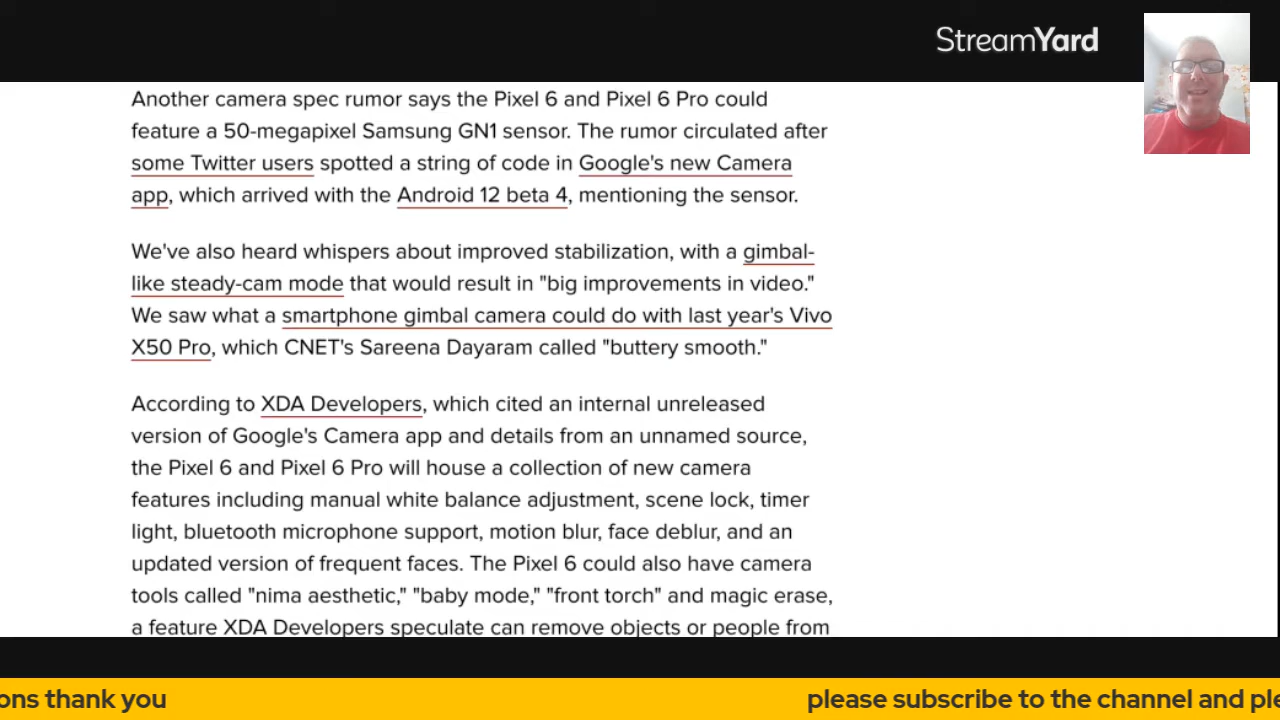 StreamYard
Another camera spec rumor says the Pixel 6 and Pixel 6 Pro could
feature a 50-megapixel Samsung GN1 sensor. The rumor circulated after
some Twitter users spotted a string of code in Google's new Camera
app, which arrived with the Android 12 beta 4, mentioning the sensor.
We've also heard whispers about improved stabilization, with a gimbal-
like steady-cam mode that would result in "big improvements in video."
We saw what a smartphone gimbal camera could do with last year's Vivo
X50 Pro, which CNET's Sareena Dayaram called "buttery smooth."
According to XDA Developers, which cited an internal unreleased
version of Google's Camera app and details from an unnamed source,
the Pixel 6 and Pixel 6 Pro will house a collection of new camera
features including manual white balance adjustment, scene lock, timer
light, bluetooth microphone support, motion blur, face deblur, and an
updated version of frequent faces. The Pixel 6 could also have camera
tools called "nima aesthetic," "baby mode," "front torch" and magic erase,
a feature XDA Developers speculate can remove objects or people from
ons thank you please subscribe to the channel and ple